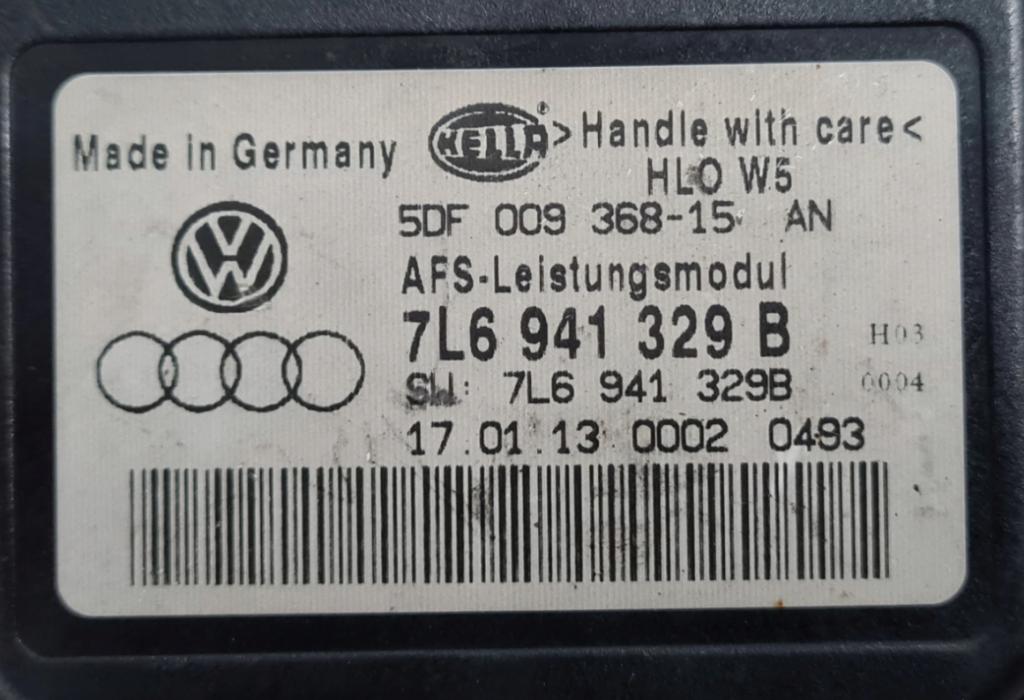 Made in Germany HELLA® >Handle with care<
HLO W5
5DF 009 368-15 AN
AFS-Leistungsmodul
7L6 941 329 B H03
SW: 7L6 941 329B 0004
17.01.13 0002 0493